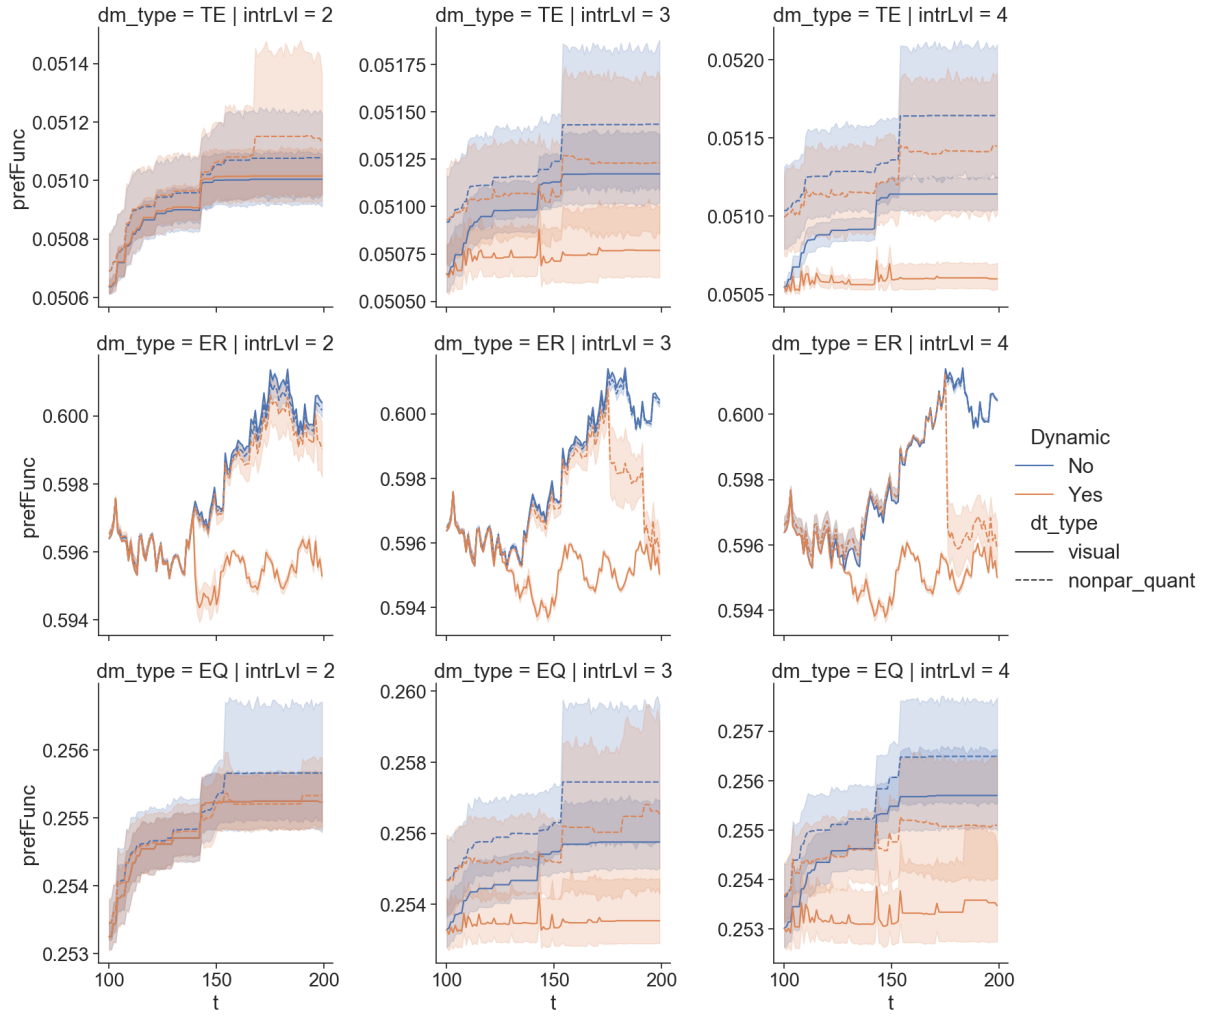 dm_type = TE | intrLvl = 2
dm_type = TE | intrLvl = 3
dm_type = TE | intrLvl = 4
prefFunc
0.0514
0.0512
0.0510
0.0508
0.0506
0.05175
0.05150
0.05125
0.05100
0.05075
0.05050
0.0520
0.0515
0.0510
0.0505
dm_type = ER | intrLvl = 2
dm_type = ER | intrLvl = 3
dm_type = ER | intrLvl = 4
prefFunc
0.600
0.598
0.596
0.594
0.600
0.598
0.596
0.594
0.600
0.598
0.596
0.594
Dynamic
No
Yes
dt_type
visual
nonpar_quant
dm_type = EQ | intrLvl = 2
dm_type = EQ | intrLvl = 3
dm_type = EQ | intrLvl = 4
prefFunc
0.256
0.255
0.254
0.253
0.260
0.258
0.256
0.254
0.257
0.256
0.255
0.254
0.253
100 150 200
100 150 200
100 150 200
t
t
t